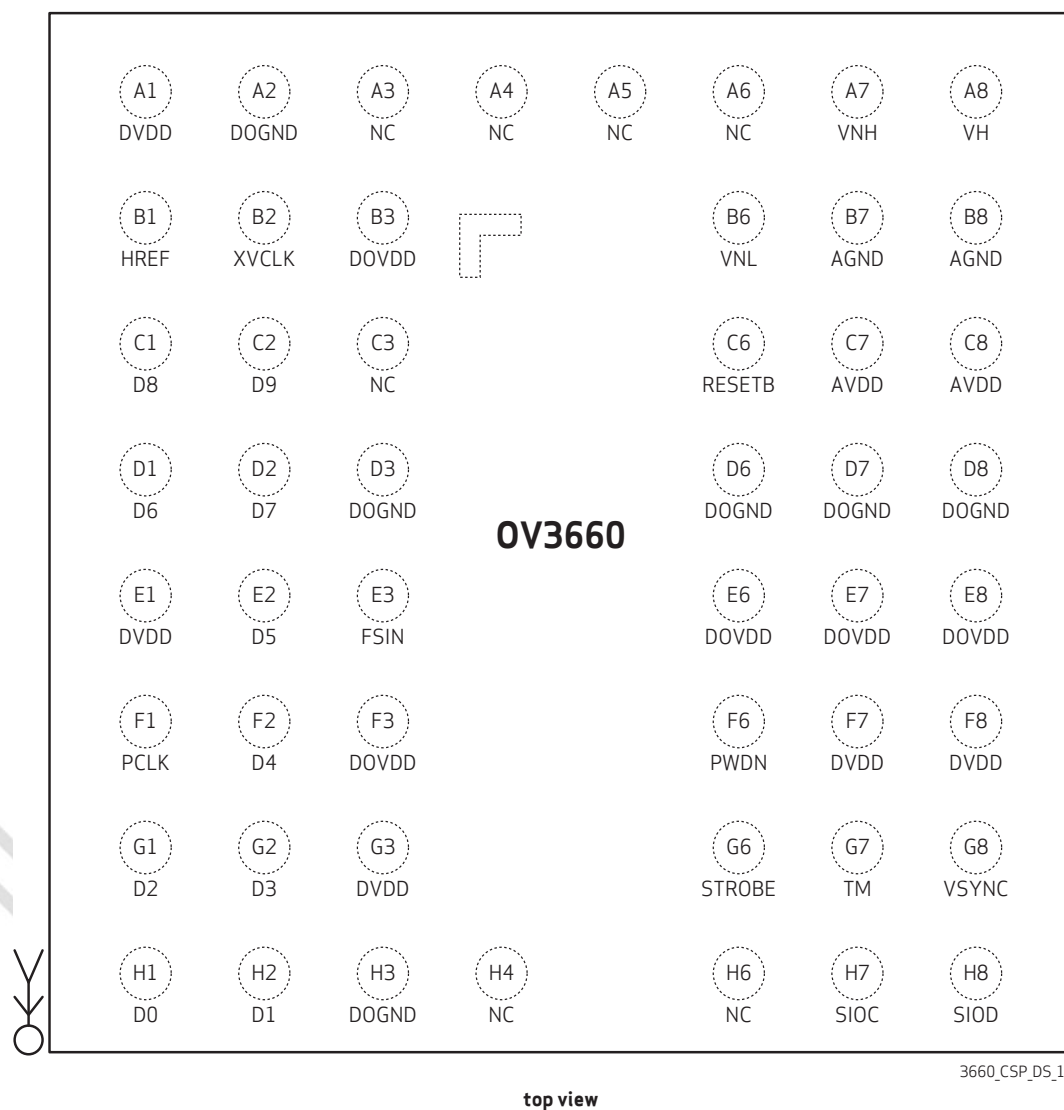 A1 A2 A3 A4 A5 A6 A7 A8
DVDD DOGND NC NC NC NC VNH VH
B1 B2 B3 B6 B7 B8
HREF XVCLK DOVDD VNL AGND AGND
C1 C2 C3 C6 C7 C8
D8 D9 NC RESETB AVDD AVDD
D1 D2 D3 D6 D7 D8
D6 D7 DOGND DOGND DOGND DOGND
OV3660
E1 E2 E3 E6 E7 E8
DVDD D5 FSIN DOVDD DOVDD DOVDD
F1 F2 F3 F6 F7 F8
PCLK D4 DOVDD PWDN DVDD DVDD
G1 G2 G3 G6 G7 G8
D2 D3 DVDD STROBE TM VSYNC
H1 H2 H3 H4 H6 H7 H8
D0 D1 DOGND NC NC SIOC SIOD
3660_CSP_DS_1
top view